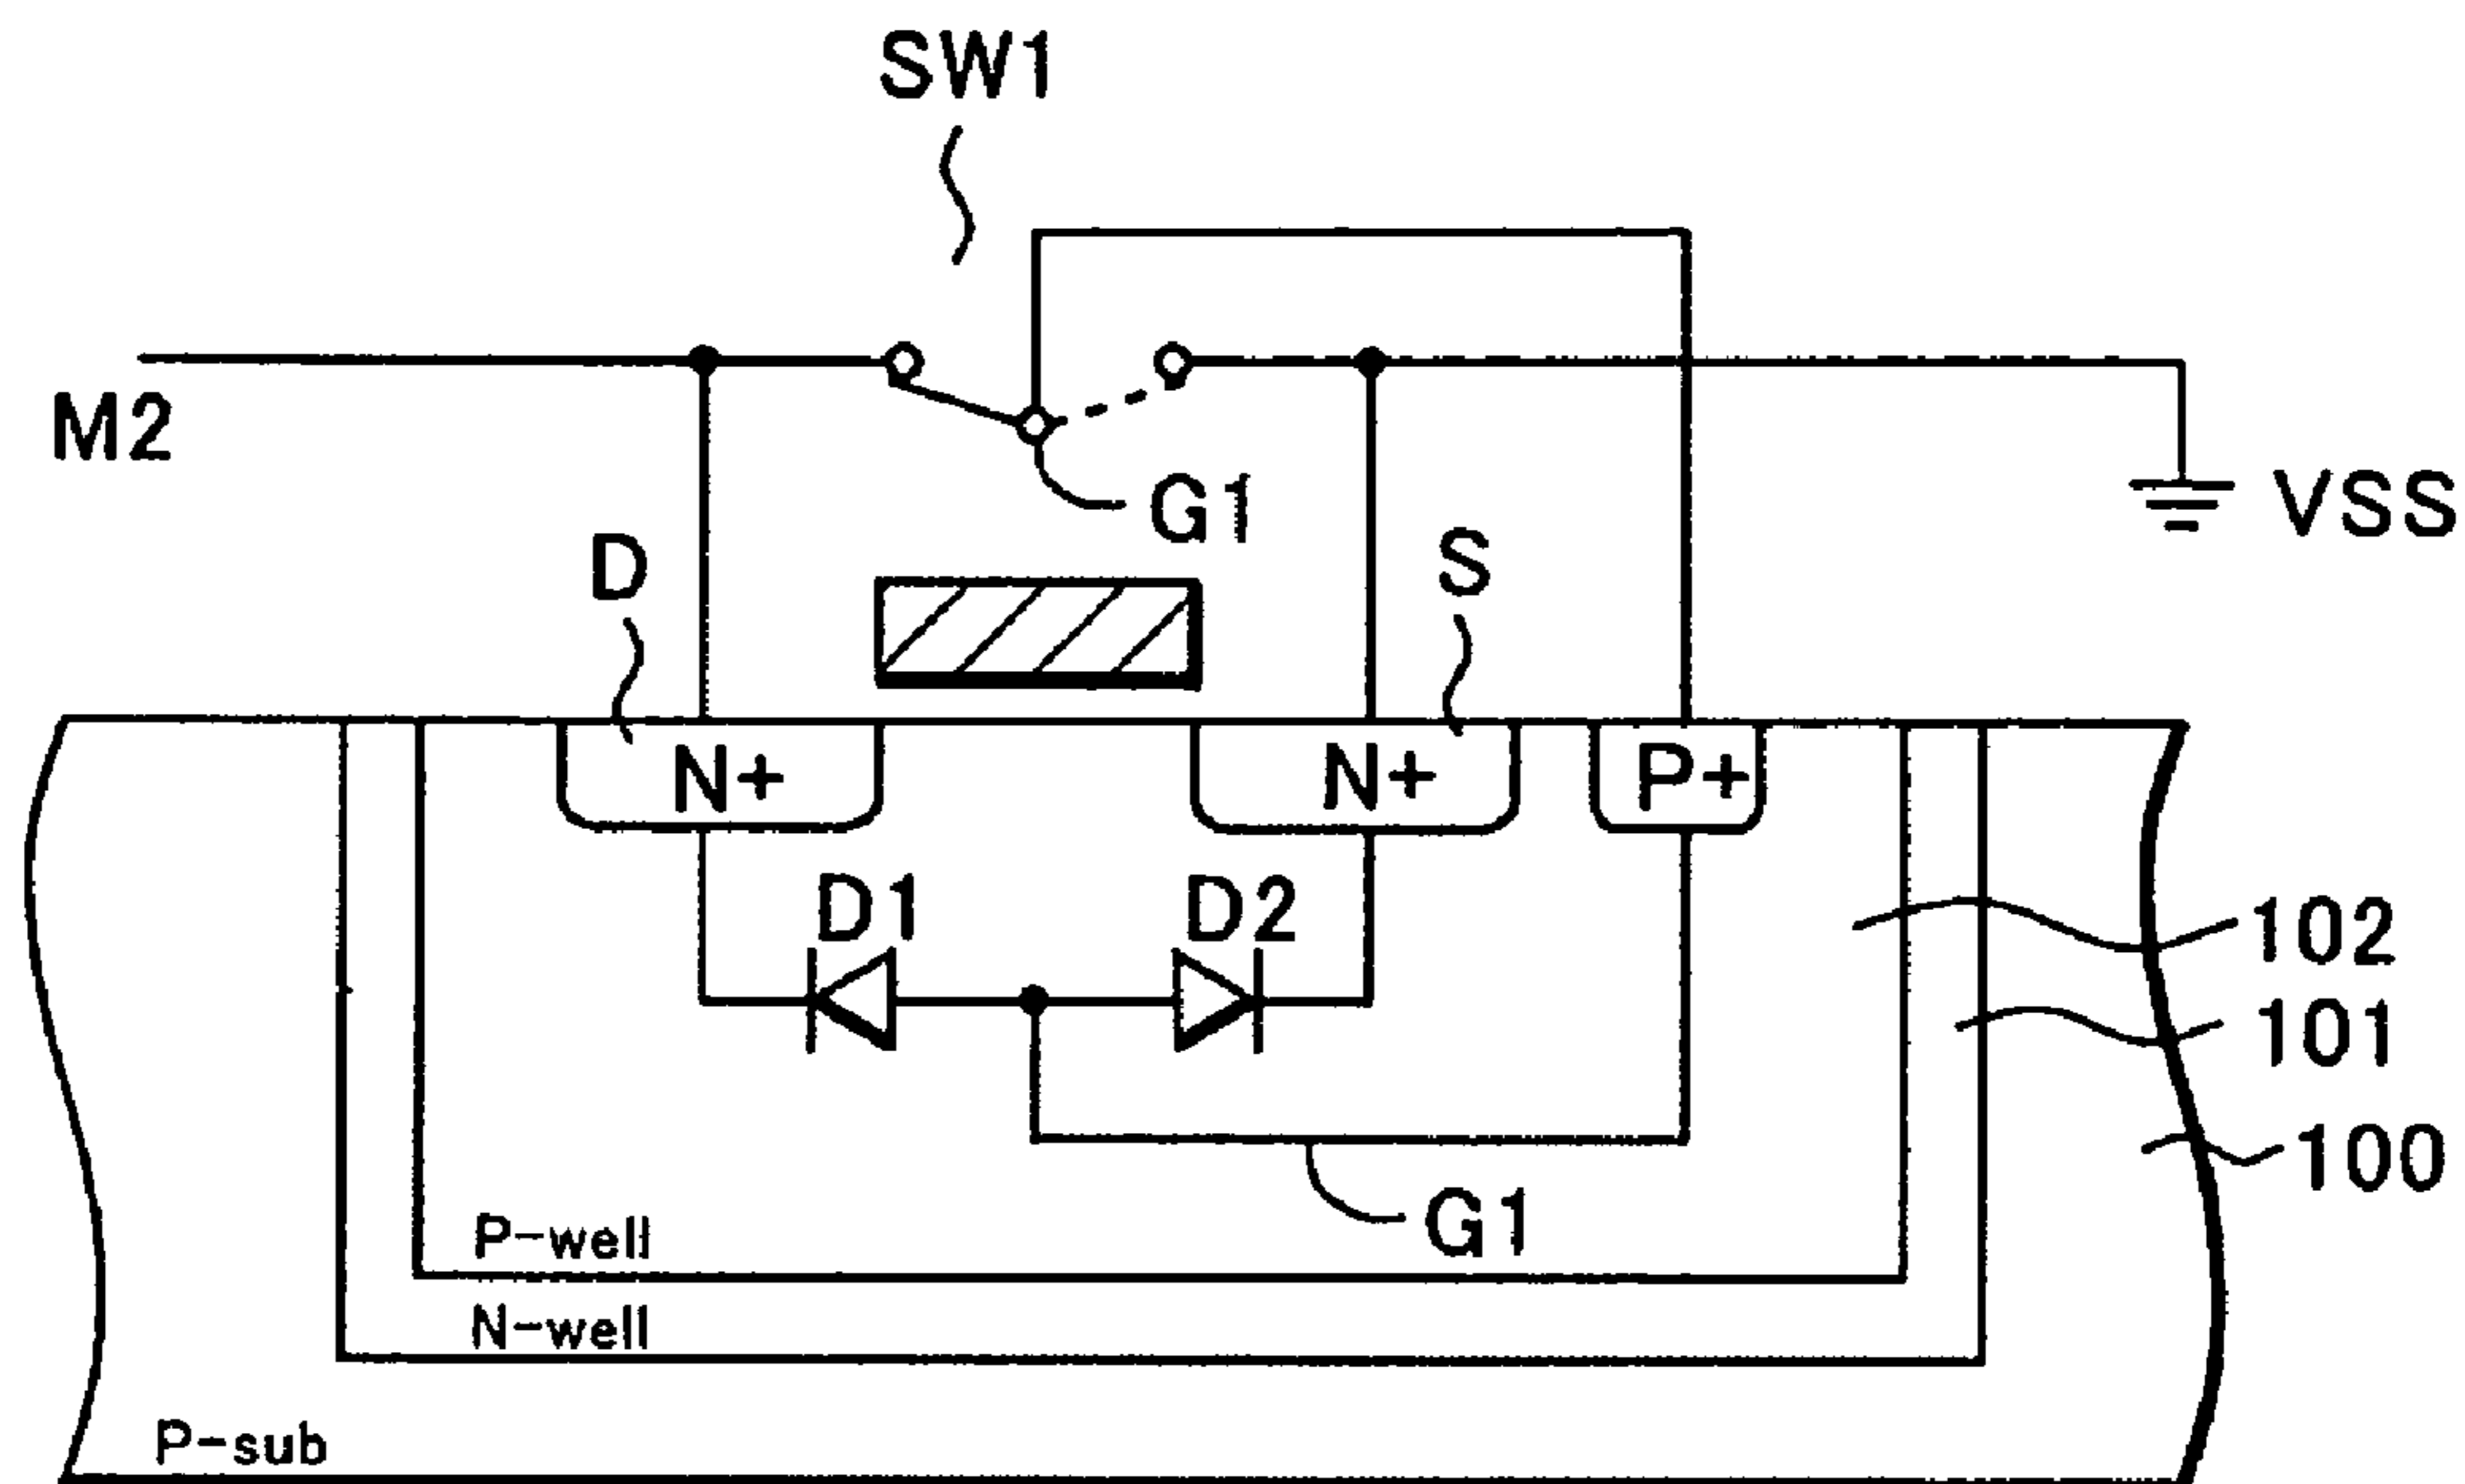 SW1
M2
G1
VSS
D
S
N+
N+
P+
D1
D2
102
101
100
G1
P-well
N-well
P-sub